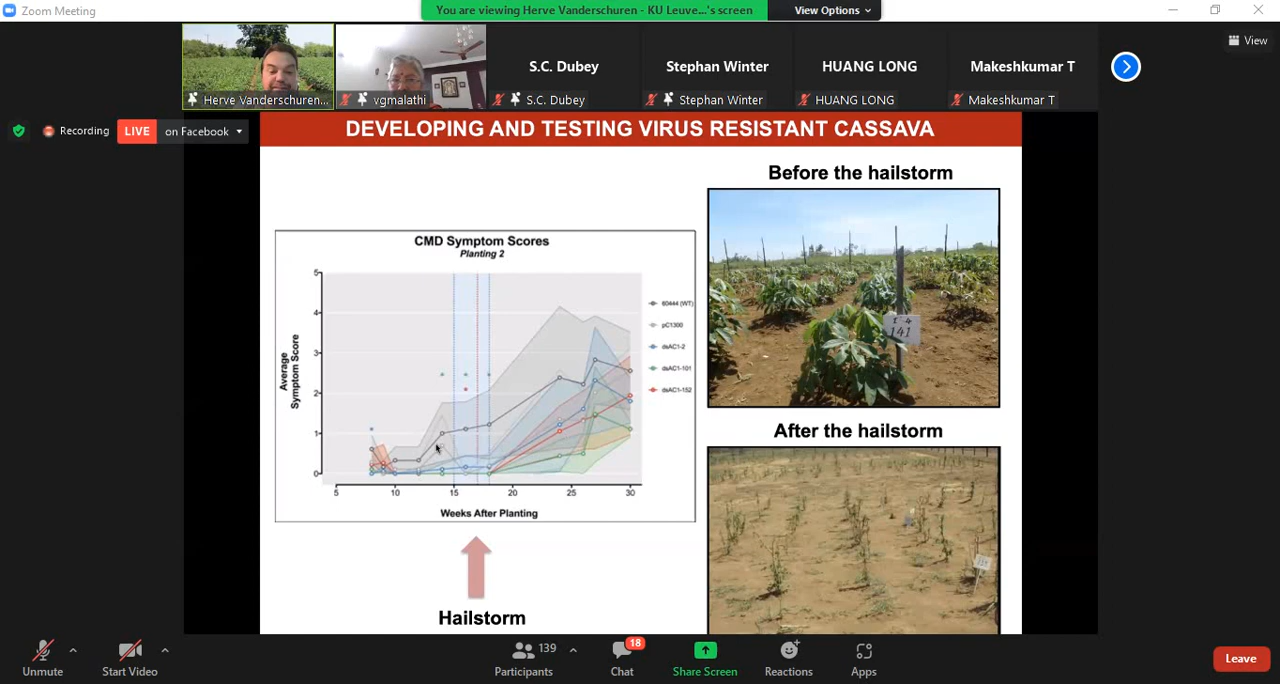 Zoom Meeting
You are viewing Herve Vanderschuren - KU Leuve...'s screen
View Options
View
S.C. Dubey
Stephan Winter
HUANG LONG
Makeshkumar T
Herve Vanderschuren...
vgmalathi
S.C. Dubey
Stephan Winter
HUANG LONG
Makeshkumar T
Recording
LIVE
on Facebook
DEVELOPING AND TESTING VIRUS RESISTANT CASSAVA
Before the hailstorm
CMD Symptom Scores
Planting 2
5
4
3
2
1
0
Average
Symptom Score
5 10 15 20 25 30
Weeks After Planting
60444 (WT)
pC1300
dsAC1-2
dsAC1-101
dsAC1-152
141
After the hailstorm
Hailstorm
Unmute
Start Video
139
Participants
18
Chat
Share Screen
Reactions
Apps
Leave